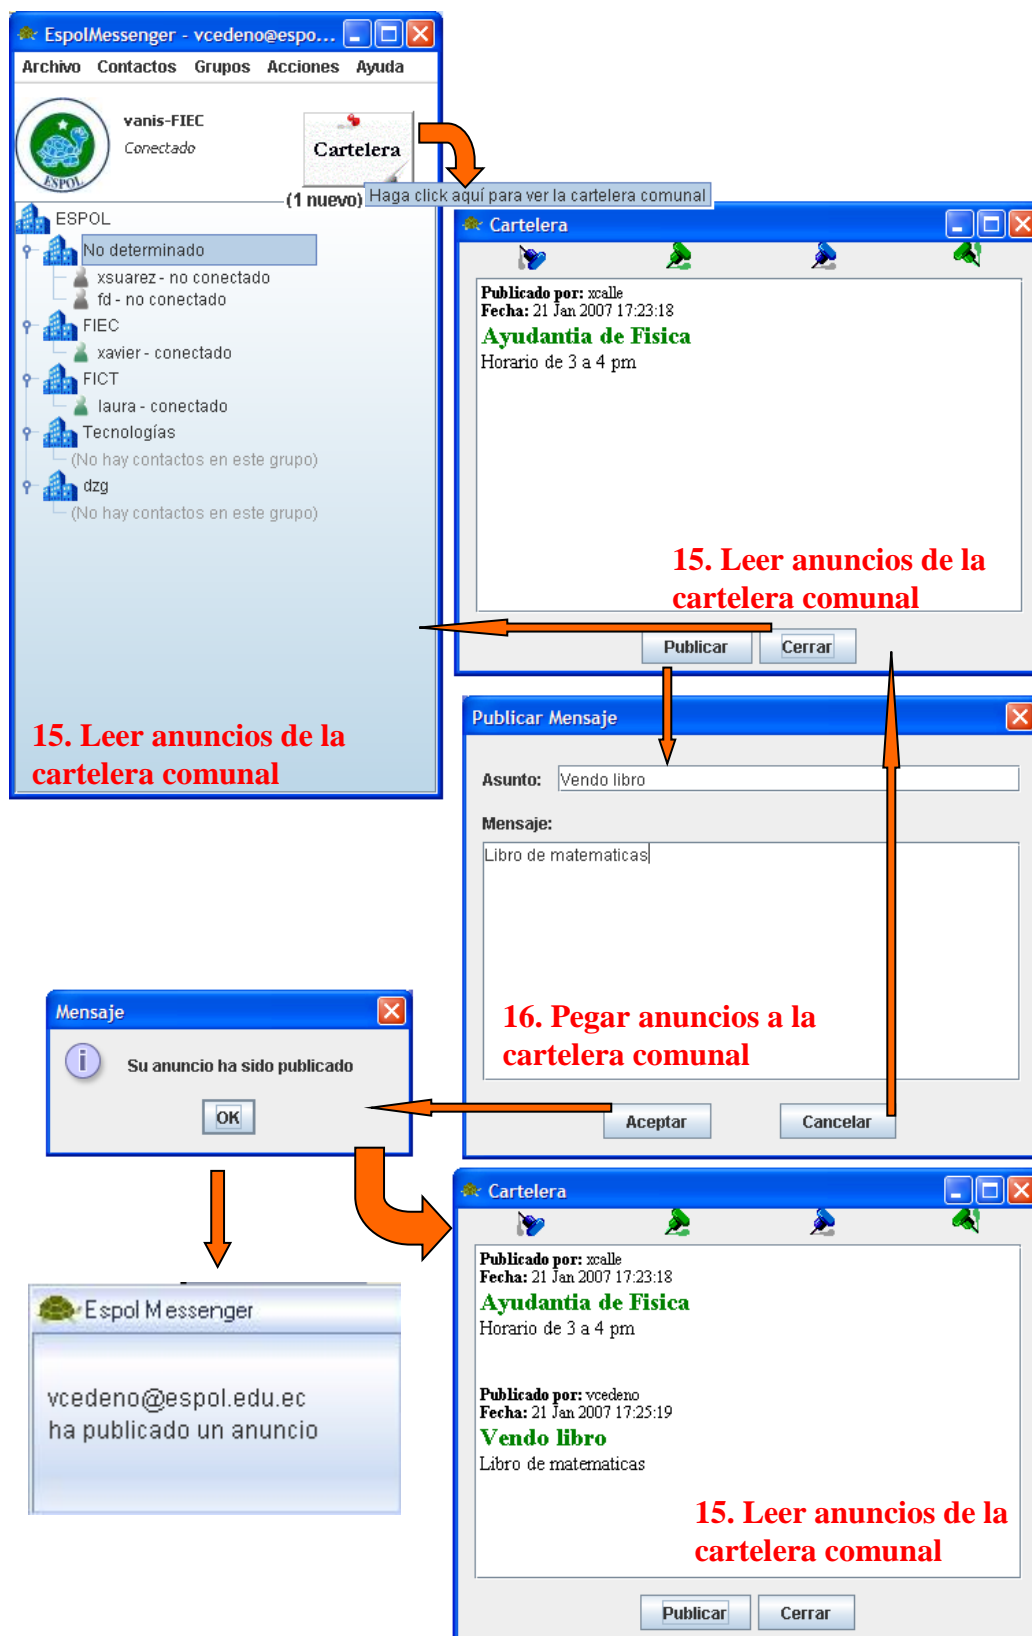 EspolMessenger - vcedeno@espo...
Archivo Contactos Grupos Acciones Ayuda
vanis-FIEC
Conectado
ESPOL
Cartelera
(1 nuevo)
Haga click aquí para ver la cartelera comunal
ESPOL
No determinado
xsuarez - no conectado
fd - no conectado
FIEC
xavier - conectado
FICT
laura - conectado
Tecnologías
(No hay contactos en este grupo)
dzg
(No hay contactos en este grupo)
15. Leer anuncios de la
cartelera comunal
Cartelera
Publicado por: xcalle
Fecha: 21 Jan 2007 17:23:18
Ayudantia de Fisica
Horario de 3 a 4 pm
15. Leer anuncios de la
cartelera comunal
Publicar Cerrar
Publicar Mensaje
Asunto: Vendo libro
Mensaje:
Libro de matematicas
16. Pegar anuncios a la
cartelera comunal
Aceptar Cancelar
Mensaje
Su anuncio ha sido publicado
OK
Espol Messenger
vcedeno@espol.edu.ec
ha publicado un anuncio
Cartelera
Publicado por: xcalle
Fecha: 21 Jan 2007 17:23:18
Ayudantia de Fisica
Horario de 3 a 4 pm
Publicado por: vcedeno
Fecha: 21 Jan 2007 17:25:19
Vendo libro
Libro de matematicas
15. Leer anuncios de la
cartelera comunal
Publicar Cerrar